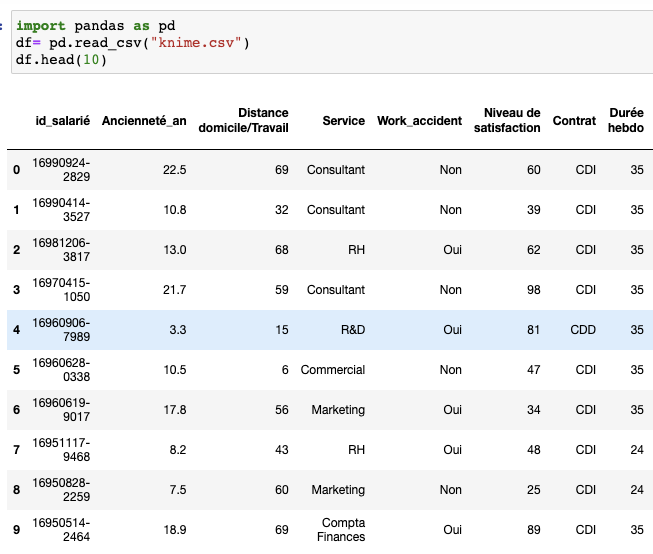 : import pandas as pd
df= pd.read_csv("knime.csv")
df.head(10)
id_salarié Ancienneté_an Distance domicile/Travail Service Work_accident Niveau de satisfaction Contrat Durée hebdo
0 16990924-2829 22.5 69 Consultant Non 60 CDI 35
1 16990414-3527 10.8 32 Consultant Non 39 CDI 35
2 16981206-3817 13.0 68 RH Oui 62 CDI 35
3 16970415-1050 21.7 59 Consultant Non 98 CDI 35
4 16960906-7989 3.3 15 R&D Oui 81 CDD 35
5 16960628-0338 10.5 6 Commercial Non 47 CDI 35
6 16960619-9017 17.8 56 Marketing Oui 34 CDI 35
7 16951117-9468 8.2 43 RH Oui 48 CDI 24
8 16950828-2259 7.5 60 Marketing Non 25 CDI 24
9 16950514-2464 18.9 69 Compta Finances Oui 89 CDI 35